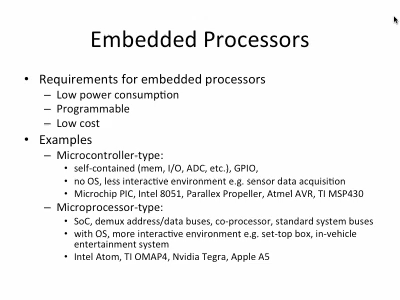 Embedded Processors
• Requirements for embedded processors
– Low power consumption
– Programmable
– Low cost
• Examples
– Microcontroller-type:
• self-contained (mem, I/O, ADC, etc.), GPIO,
• no OS, less interactive environment e.g. sensor data acquisition
• Microchip PIC, Intel 8051, Parallex Propeller, Atmel AVR, TI MSP430
– Microprocessor-type:
• SoC, demux address/data buses, co-processor, standard system buses
• with OS, more interactive environment e.g. set-top box, in-vehicle
entertainment system
• Intel Atom, TI OMAP4, Nvidia Tegra, Apple A5